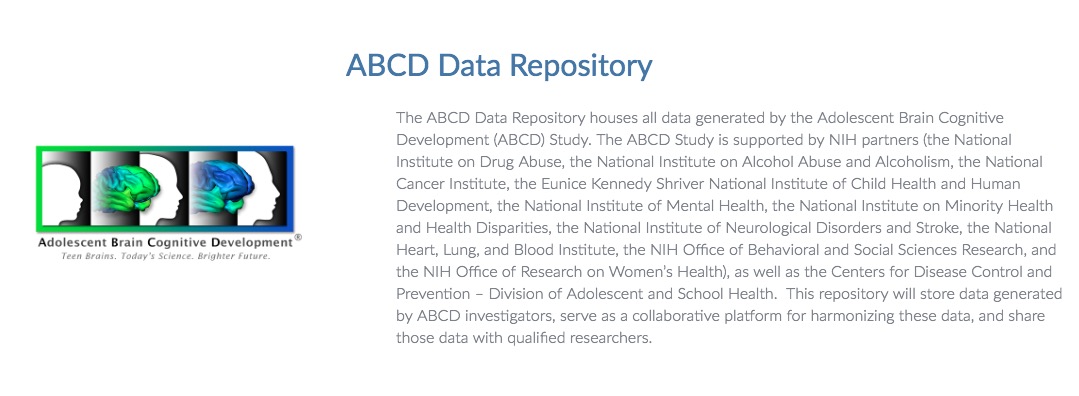 ABCD Data Repository
The ABCD Data Repository houses all data generated by the Adolescent Brain Cognitive
Development (ABCD) Study. The ABCD Study is supported by NIH partners (the National
Institute on Drug Abuse, the National Institute on Alcohol Abuse and Alcoholism, the National
Cancer Institute, the Eunice Kennedy Shriver National Institute of Child Health and Human
Development, the National Institute of Mental Health, the National Institute on Minority Health
and Health Disparities, the National Institute of Neurological Disorders and Stroke, the National
Heart, Lung, and Blood Institute, the NIH Office of Behavioral and Social Sciences Research, and
the NIH Office of Research on Women's Health), as well as the Centers for Disease Control and
Prevention – Division of Adolescent and School Health.  This repository will store data generated
by ABCD investigators, serve as a collaborative platform for harmonizing these data, and share
those data with qualified researchers.
Adolescent Brain Cognitive Development®
Teen Brains. Today's Science. Brighter Future.